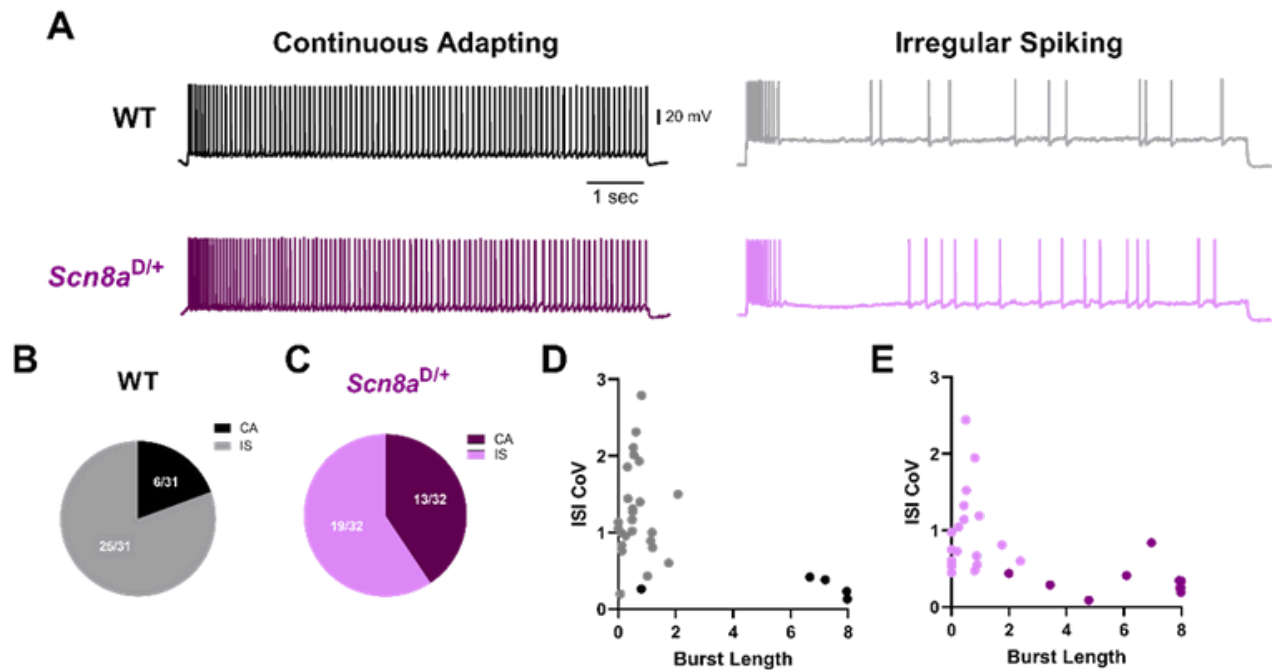 A
Continuous Adapting
Irregular Spiking
WT
20 mV
1 sec
Scn8aD/+
B
WT
CA
IS
6/31
25/31
C
Scn8aD/+
CA
IS
13/32
19/32
D
3
2
1
0
ISI CoV
0 2 4 6 8
Burst Length
E
3
2
1
0
ISI CoV
0 2 4 6 8
Burst Length